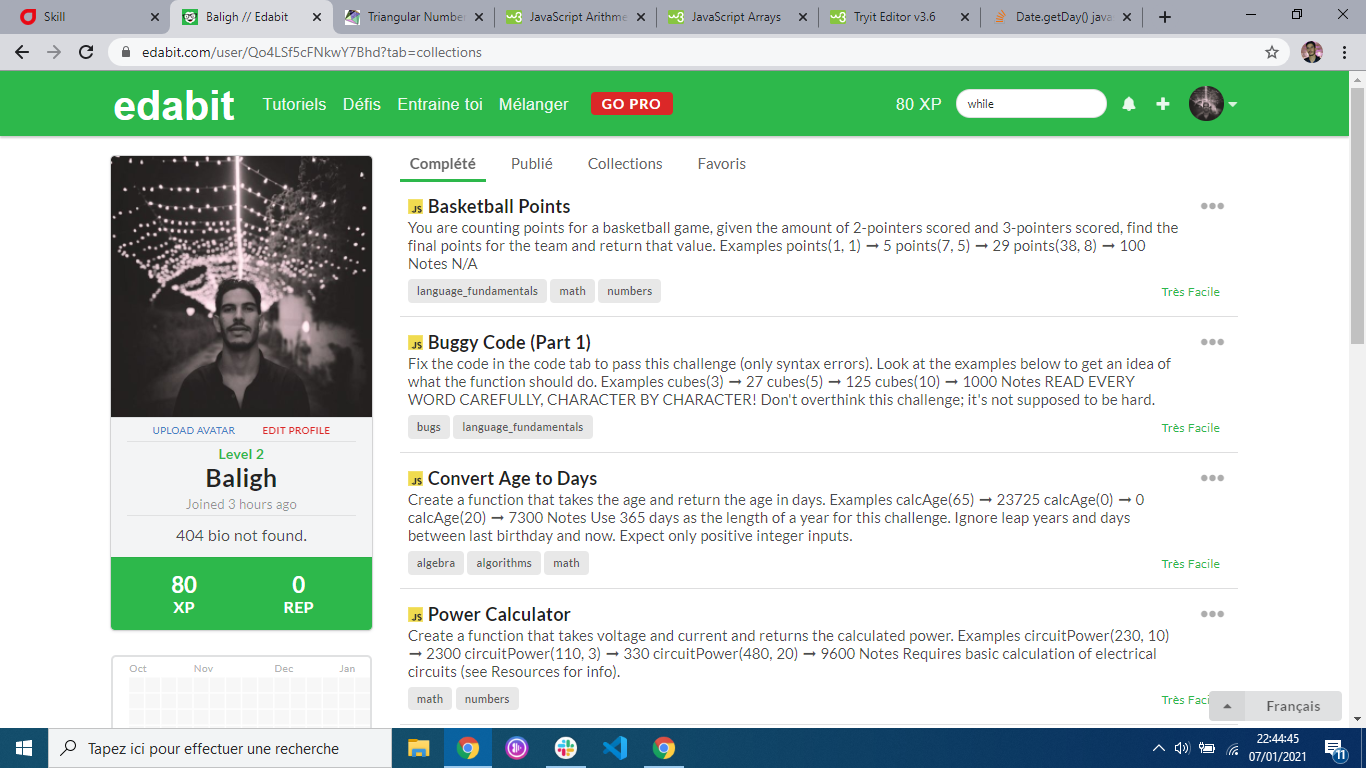 Skill
Baligh // Edabit
Triangular Numbe
JavaScript Arithme
JavaScript Arrays
Tryit Editor v3.6
Date.getDay() java
edabit.com/user/Qo4LSf5cFNkwY7Bhd?tab=collections
edabit
Tutoriels
Défis
Entraine toi
Mélanger
GO PRO
80 XP
while
Complété
Publié
Collections
Favoris
JS Basketball Points
You are counting points for a basketball game, given the amount of 2-pointers scored and 3-pointers scored, find the
final points for the team and return that value. Examples points(1, 1) ➞ 5 points(7, 5) ➞ 29 points(38, 8) ➞ 100
Notes N/A
language_fundamentals
math
numbers
Très Facile
JS Buggy Code (Part 1)
Fix the code in the code tab to pass this challenge (only syntax errors). Look at the examples below to get an idea of
what the function should do. Examples cubes(3) ➞ 27 cubes(5) ➞ 125 cubes(10) ➞ 1000 Notes READ EVERY
WORD CAREFULLY, CHARACTER BY CHARACTER! Don't overthink this challenge; it's not supposed to be hard.
bugs
language_fundamentals
Très Facile
JS Convert Age to Days
Create a function that takes the age and return the age in days. Examples calcAge(65) ➞ 23725 calcAge(0) ➞ 0
calcAge(20) ➞ 7300 Notes Use 365 days as the length of a year for this challenge. Ignore leap years and days
between last birthday and now. Expect only positive integer inputs.
algebra
algorithms
math
Très Facile
JS Power Calculator
Create a function that takes voltage and current and returns the calculated power. Examples circuitPower(230, 10)
➞ 2300 circuitPower(110, 3) ➞ 330 circuitPower(480, 20) ➞ 9600 Notes Requires basic calculation of electrical
circuits (see Resources for info).
math
numbers
Très Faci
UPLOAD AVATAR
EDIT PROFILE
Level 2
Baligh
Joined 3 hours ago
404 bio not found.
80
XP
0
REP
Oct
Nov
Dec
Jan
Français
Tapez ici pour effectuer une recherche
22:44:45
07/01/2021
11